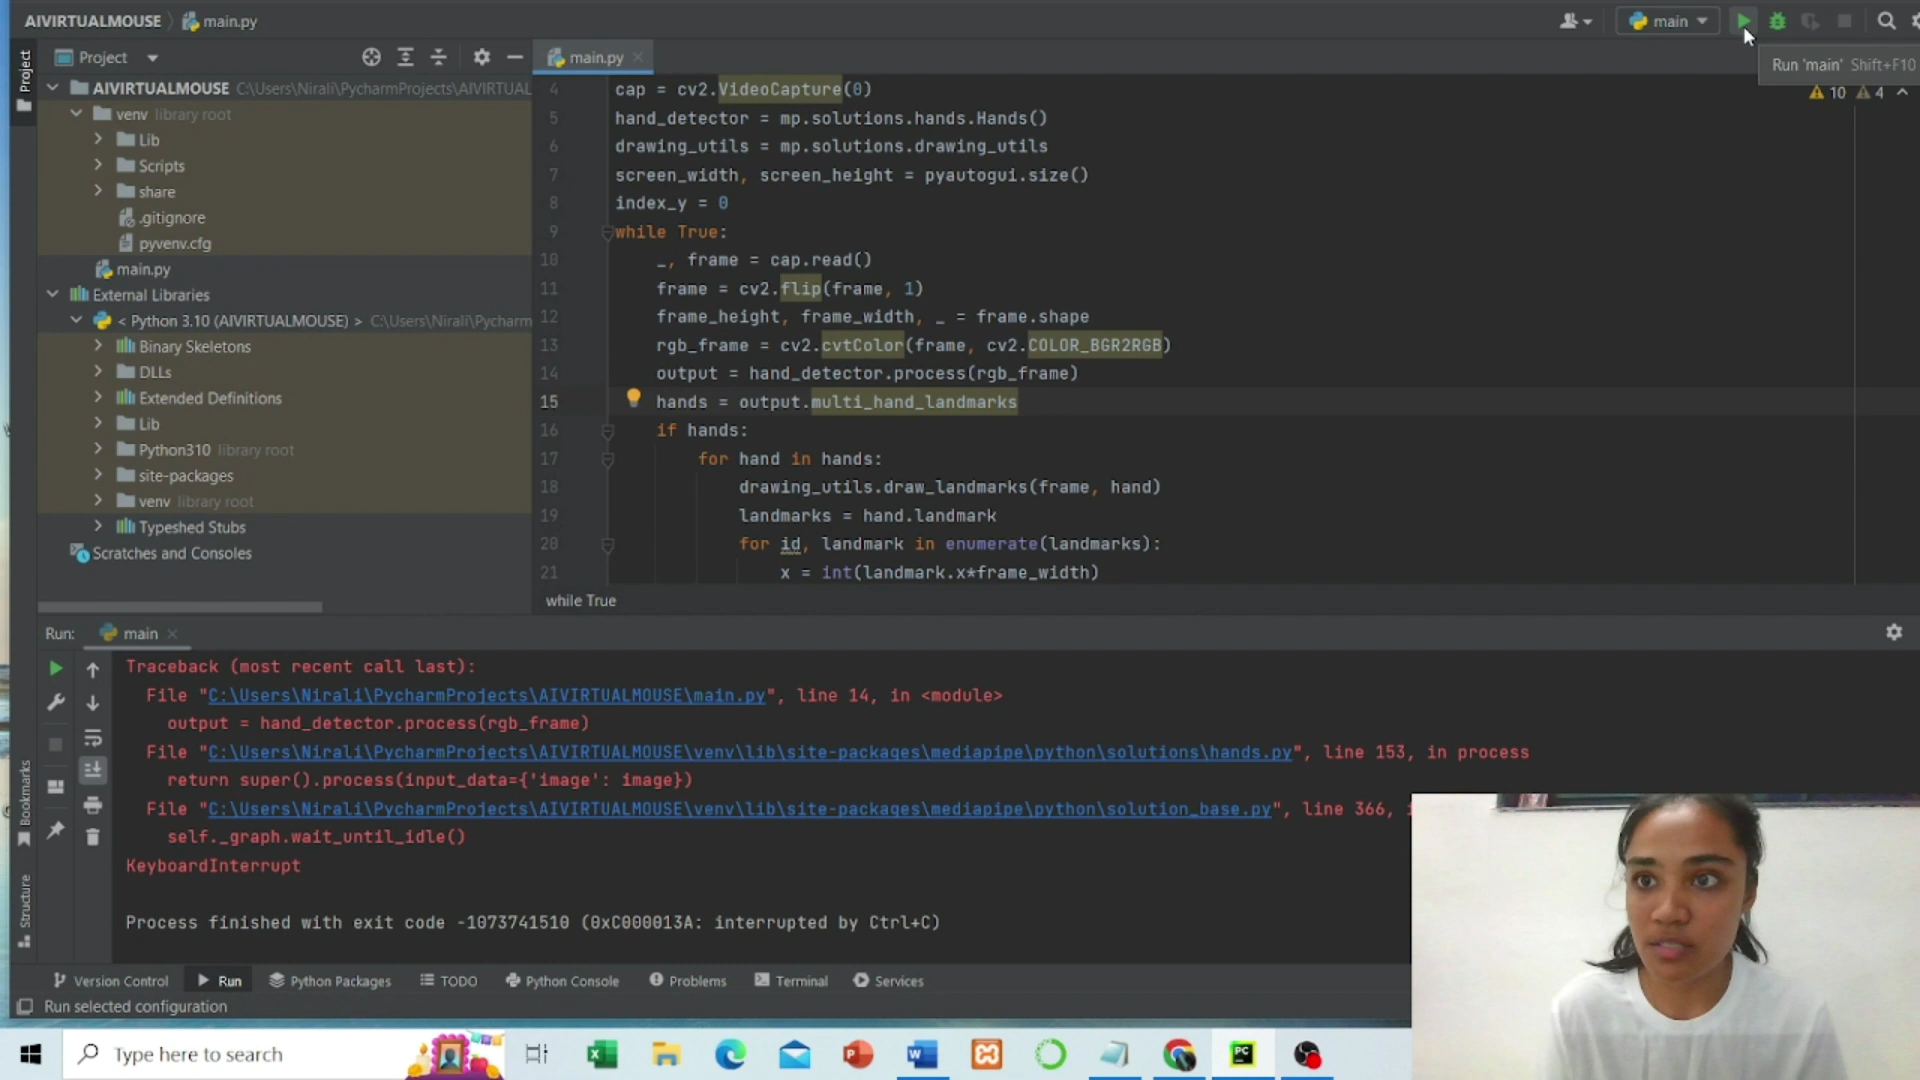 AIVIRTUALMOUSE
main.py
main
Run 'main' Shift+F10
10
4
Project
Project
main.py
AIVIRTUALMOUSE C:\Users\Nirali\PycharmProjects\AIVIRTUAL
venv library root
Lib
Scripts
share
.gitignore
pyvenv.cfg
main.py
External Libraries
< Python 3.10 (AIVIRTUALMOUSE) > C:\Users\Nirali\Pycharm
Binary Skeletons
DLLs
Extended Definitions
Lib
Python310 library root
site-packages
venv library root
Typeshed Stubs
Scratches and Consoles
4 cap = cv2.VideoCapture(0)
5 hand_detector = mp.solutions.hands.Hands()
6 drawing_utils = mp.solutions.drawing_utils
7 screen_width, screen_height = pyautogui.size()
8 index_y = 0
9 while True:
10 _, frame = cap.read()
11 frame = cv2.flip(frame, 1)
12 frame_height, frame_width, _ = frame.shape
13 rgb_frame = cv2.cvtColor(frame, cv2.COLOR_BGR2RGB)
14 output = hand_detector.process(rgb_frame)
15 hands = output.multi_hand_landmarks
16 if hands:
17 for hand in hands:
18 drawing_utils.draw_landmarks(frame, hand)
19 landmarks = hand.landmark
20 for id, landmark in enumerate(landmarks):
21 x = int(landmark.x*frame_width)
while True
Run:
main
Traceback (most recent call last):
File "C:\Users\Nirali\PycharmProjects\AIVIRTUALMOUSE\main.py", line 14, in <module>
output = hand_detector.process(rgb_frame)
File "C:\Users\Nirali\PycharmProjects\AIVIRTUALMOUSE\venv\lib\site-packages\mediapipe\python\solutions\hands.py", line 153, in process
return super().process(input_data={'image': image})
File "C:\Users\Nirali\PycharmProjects\AIVIRTUALMOUSE\venv\lib\site-packages\mediapipe\python\solution_base.py", line 366,
self._graph.wait_until_idle()
KeyboardInterrupt
Process finished with exit code -1073741510 (0xC000013A: interrupted by Ctrl+C)
Bookmarks
Structure
Version Control
Run
Python Packages
TODO
Python Console
Problems
Terminal
Services
Run selected configuration
Type here to search
PC